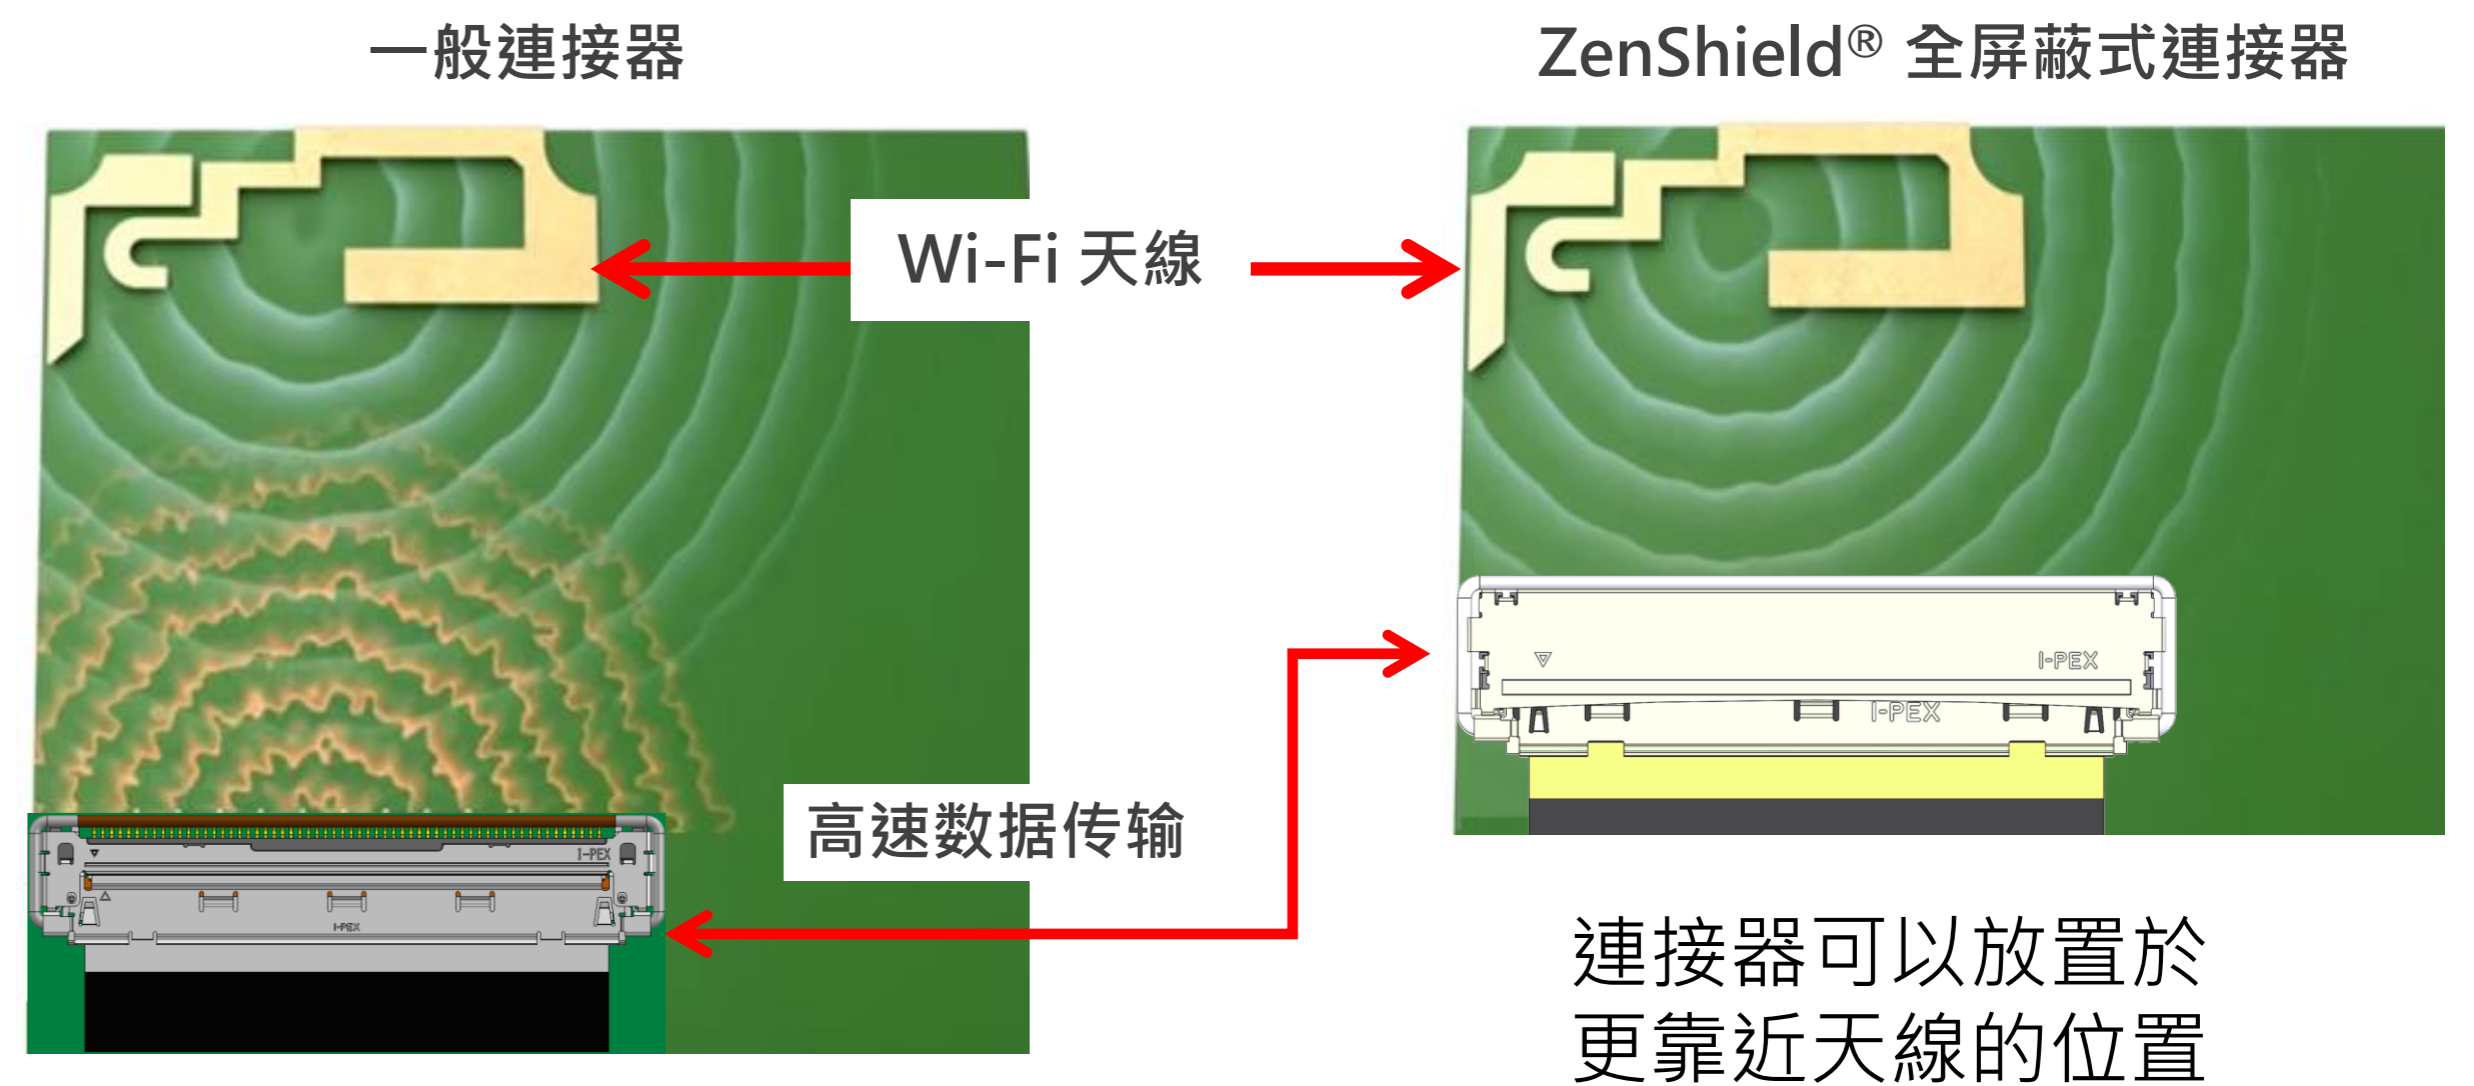 一般連接器
ZenShield® 全屏蔽式連接器
Wi-Fi 天線
I-PEX
I-PEX
高速数据传输
I-PEX
I-PEX
連接器可以放置於
更靠近天線的位置